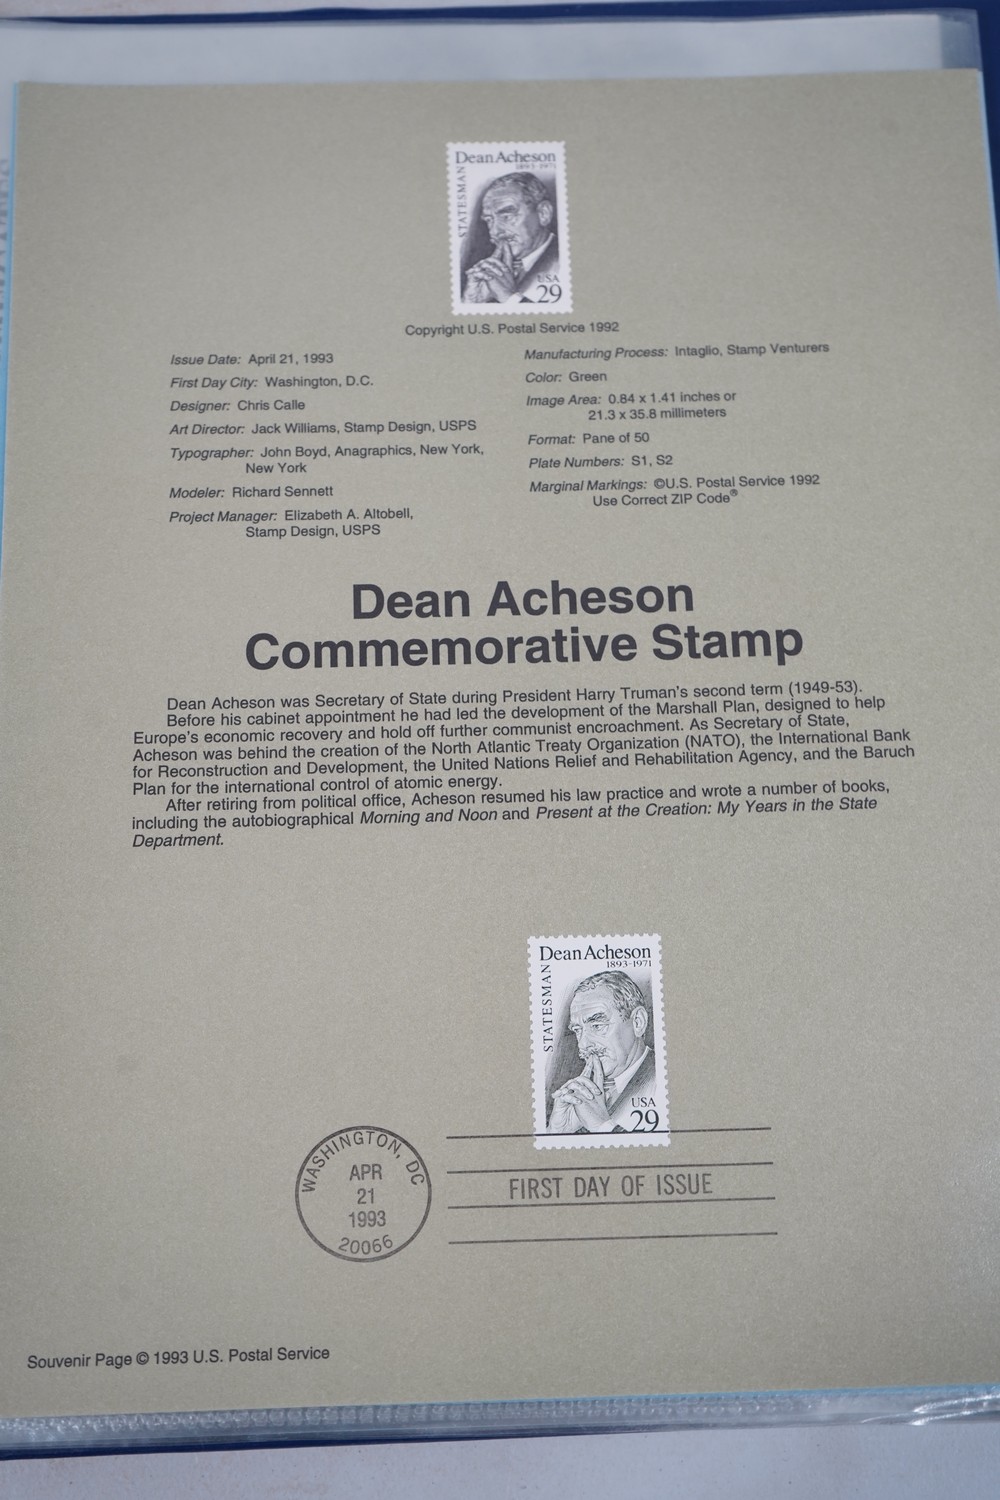 Dean Acheson
1893-1971
STATESMAN
USA
29
Copyright U.S. Postal Service 1992
Issue Date: April 21, 1993
First Day City: Washington, D.C.
Designer: Chris Calle
Art Director: Jack Williams, Stamp Design, USPS
Typographer: John Boyd, Anagraphics, New York,
New York
Modeler: Richard Sennett
Project Manager: Elizabeth A. Altobell,
Stamp Design, USPS
Manufacturing Process: Intaglio, Stamp Venturers
Color: Green
Image Area: 0.84 x 1.41 inches or
21.3 x 35.8 millimeters
Format: Pane of 50
Plate Numbers: S1, S2
Marginal Markings: ©U.S. Postal Service 1992
Use Correct ZIP Code®
Dean Acheson
Commemorative Stamp
Dean Acheson was Secretary of State during President Harry Truman's second term (1949-53).
Before his cabinet appointment he had led the development of the Marshall Plan, designed to help
Europe's economic recovery and hold off further communist encroachment. As Secretary of State,
Acheson was behind the creation of the North Atlantic Treaty Organization (NATO), the International Bank
for Reconstruction and Development, the United Nations Relief and Rehabilitation Agency, and the Baruch
Plan for the international control of atomic energy.
After retiring from political office, Acheson resumed his law practice and wrote a number of books,
including the autobiographical Morning and Noon and Present at the Creation: My Years in the State
Department.
Dean Acheson
1893-1971
STATESMAN
USA
29
WASHINGTON, DC
APR
21
1993
20066
FIRST DAY OF ISSUE
Souvenir Page © 1993 U.S. Postal Service